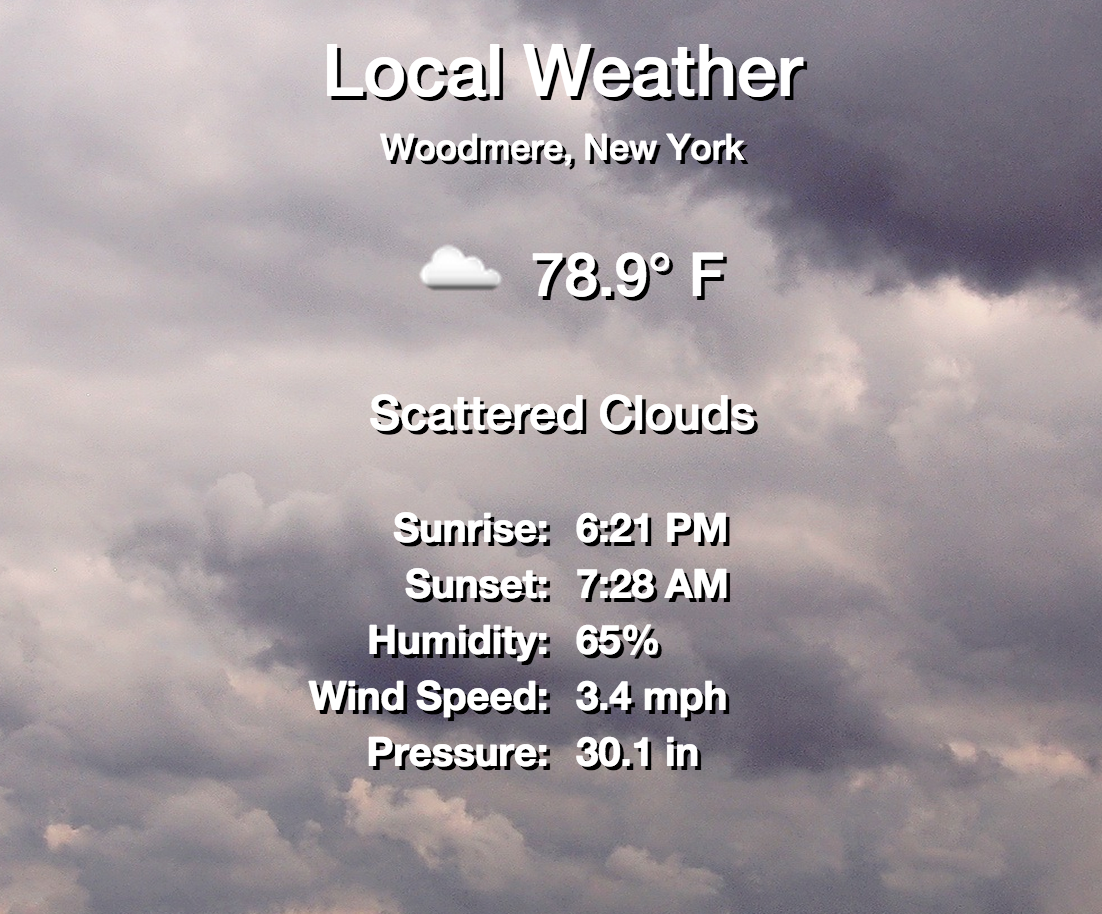 Local Weather
Woodmere, New York
78.9° F
Scattered Clouds
Sunrise: 6:21 PM
Sunset: 7:28 AM
Humidity: 65%
Wind Speed: 3.4 mph
Pressure: 30.1 in